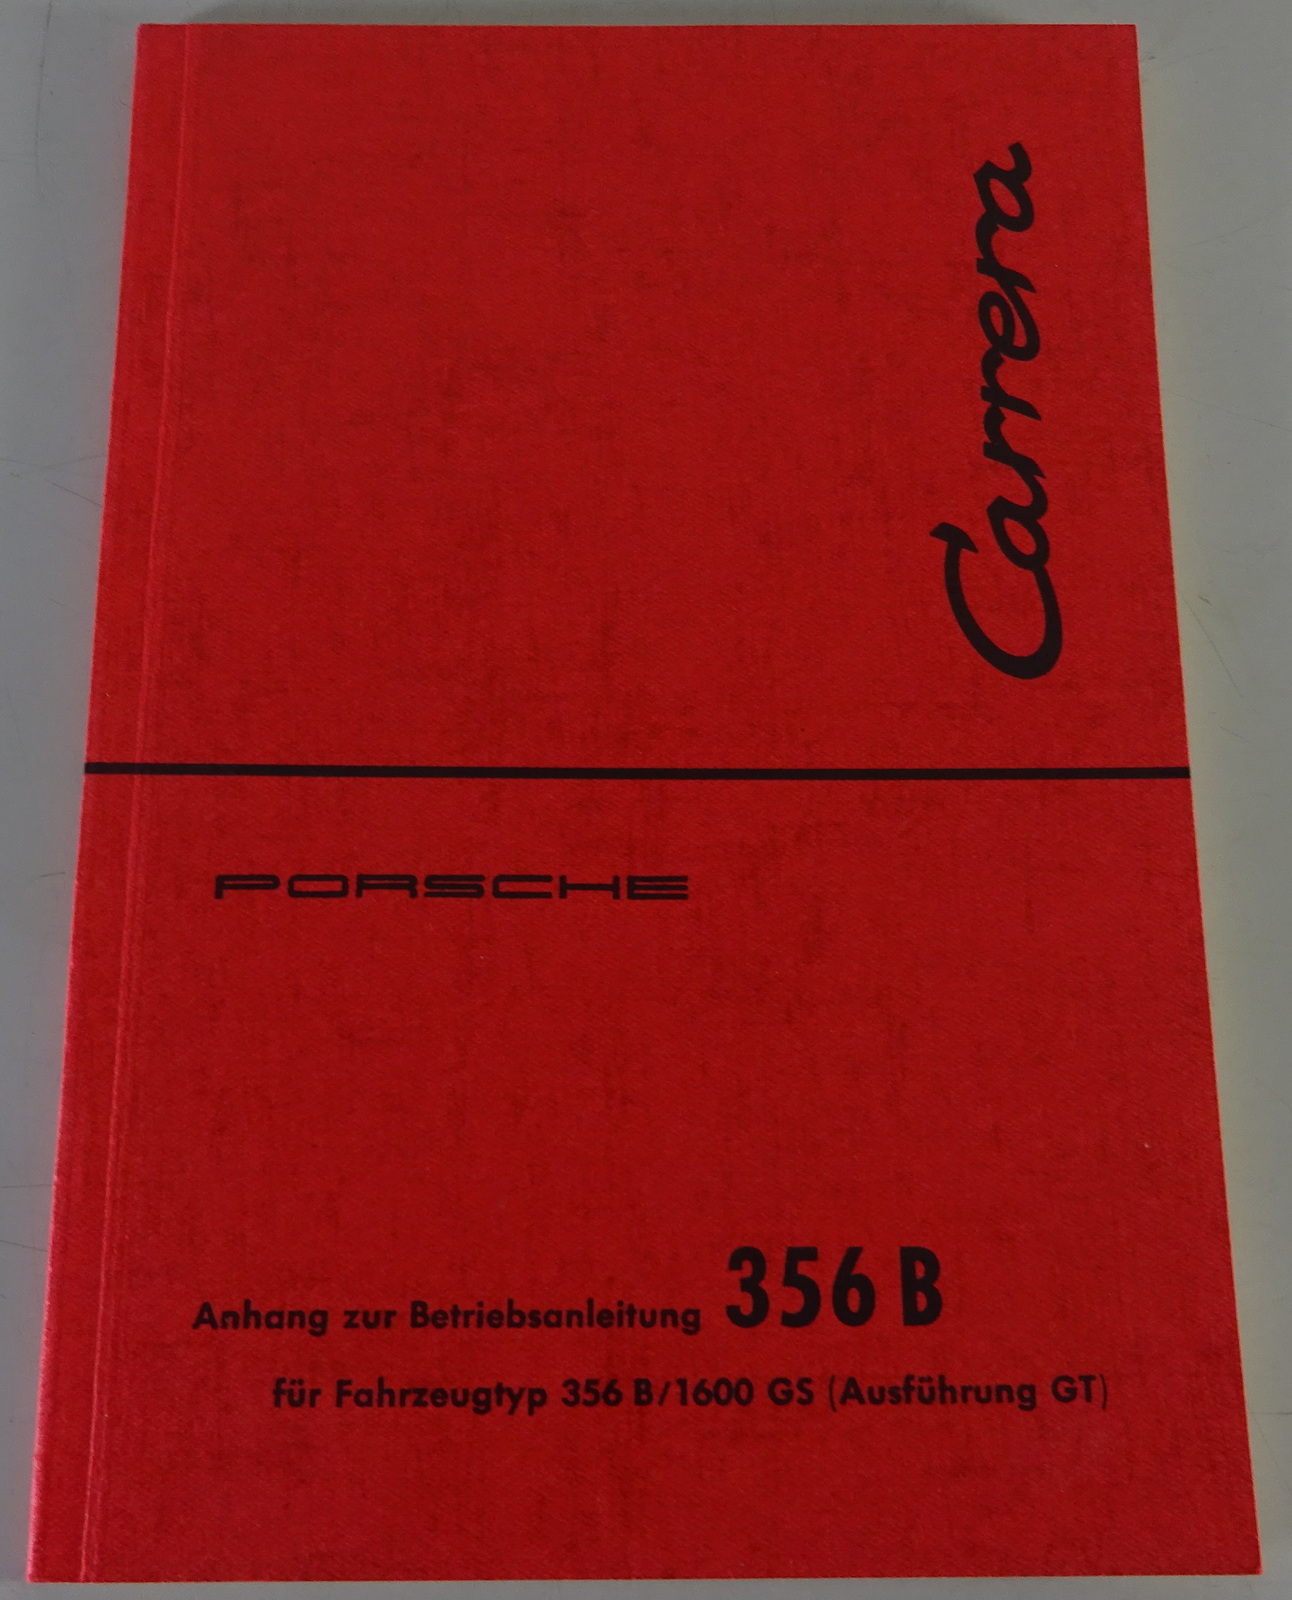 Carrera
PORSCHE
Anhang zur Betriebsanleitung 356 B
für Fahrzeugtyp 356 B/1600 GS (Ausführung GT)